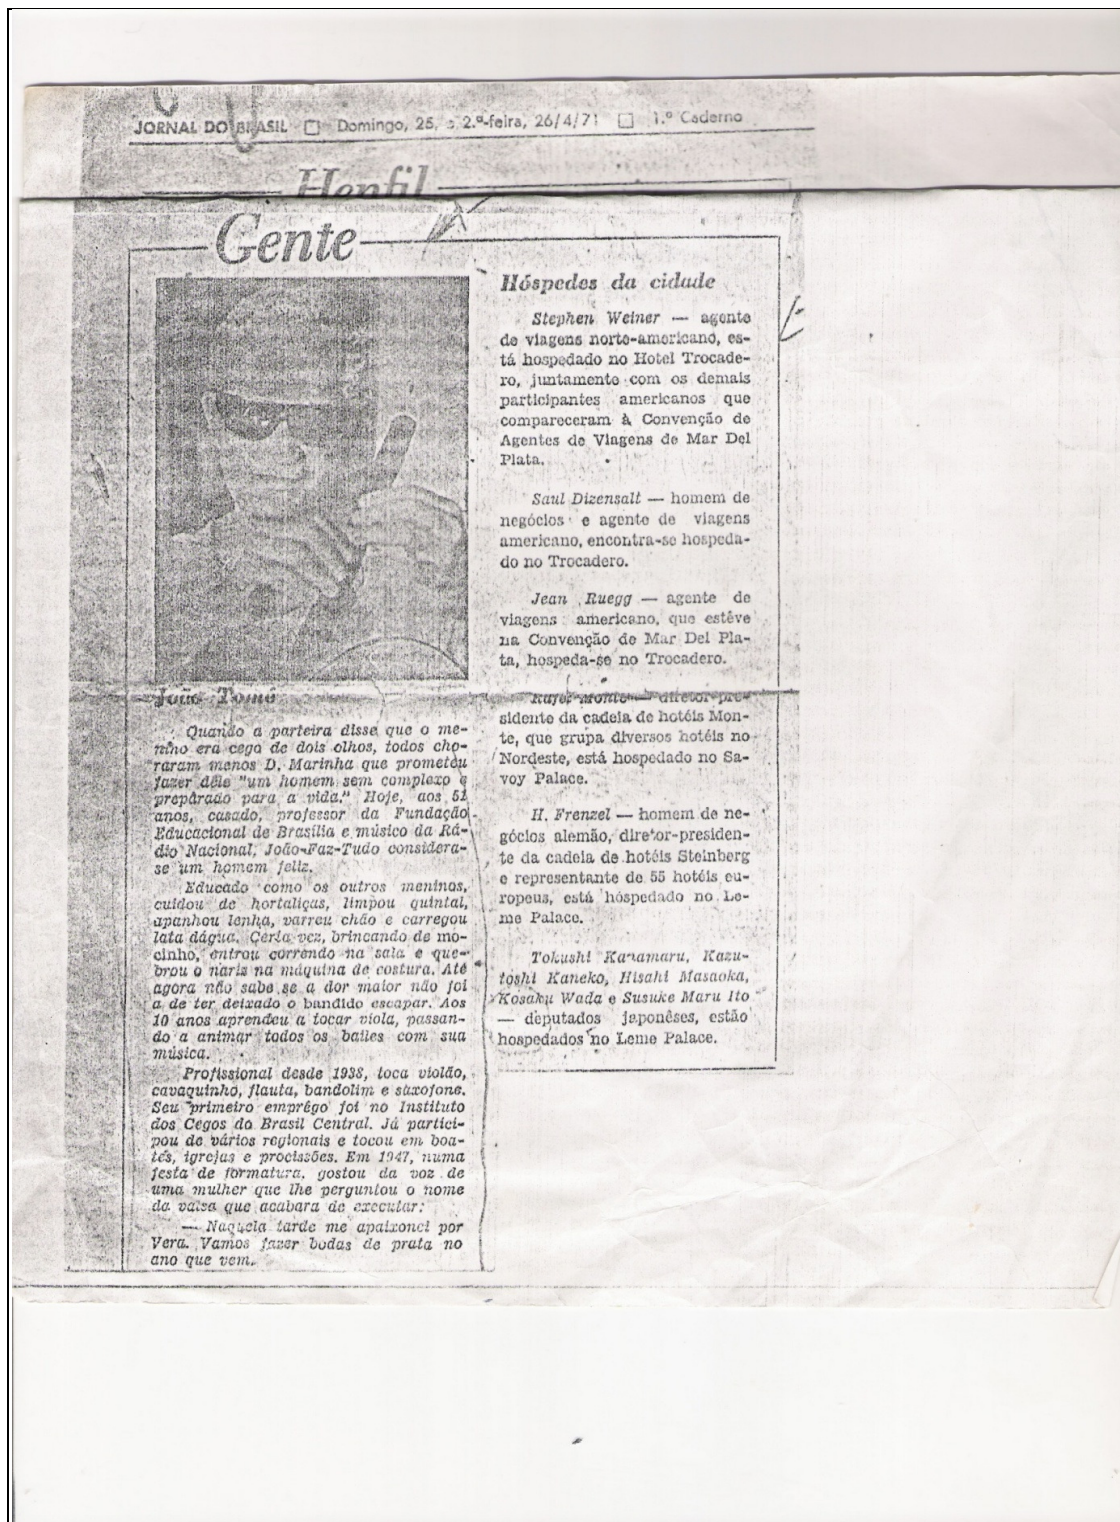 JORNAL DO BRASIL □ Domingo, 25, e 2.ª-feira, 26/4/71 □ 1.º Caderno
Henfil
Gente
João Tomé
Quando a parteira disse que o me-
nino era cego de dois olhos, todos cho-
raram menos D. Marinha que prometeu
fazer dêle "um homem sem complexo e
preparado para a vida." Hoje, aos 51
anos, casado, professor da Fundação
Educacional de Brasília e músico da Rá-
dio Nacional, João-Faz-Tudo considera-
se um homem feliz.
Educado como os outros meninos,
cuidou de hortaliças, limpou quintal,
apanhou lenha, varreu chão e carregou
lata dágua. Certa vez, brincando de mo-
cinho, entrou correndo na sala e que-
brou o nariz na máquina de costura. Até
agora não sabe se a dor maior não foi
a de ter deixado o bandido escapar. Aos
10 anos aprendeu a tocar viola, passan-
do a animar todos os bailes com sua
música.
Profissional desde 1938, toca violão,
cavaquinho, flauta, bandolim e saxofone.
Seu primeiro emprêgo foi no Instituto
dos Cegos do Brasil Central. Já partici-
pou de vários regionais e tocou em boa-
tés, igrejas e procissões. Em 1947, numa
festa de formatura, gostou da voz de
uma mulher que lhe perguntou o nome
da valsa que acabara de executar:
— Naquela tarde me apaixonei por
Vera. Vamos fazer bodas de prata no
ano que vem.
Hóspedes da cidade
Stephen Weiner — agente
de viagens norte-americano, es-
tá hospedado no Hotel Trocade-
ro, juntamente com os demais
participantes americanos que
compareceram à Convenção de
Agentes de Viagens de Mar Del
Plata.
Saul Dizensalt — homem de
negócios e agente de viagens
americano, encontra-se hospeda-
do no Trocadero.
Jean Ruegg — agente de
viagens americano, que estêve
na Convenção de Mar Del Pla-
ta, hospeda-se no Trocadero.
Monte — diretor-pre-
sidente da cadeia de hotéis Mon-
te, que grupa diversos hotéis no
Nordeste, está hospedado no Sa-
voy Palace.
H. Frenzel — homem de ne-
gócios alemão, diretor-presiden-
te da cadeia de hotéis Steinberg
e representante de 55 hotéis eu-
ropeus, está hóspedado no Le-
me Palace.
Tokushi Kanamaru, Kazu-
toshi Kaneko, Hisahi Masaoka,
Kosaku Wada e Susuke Maru Ito
— deputados japonêses, estão
hospedados no Leme Palace.